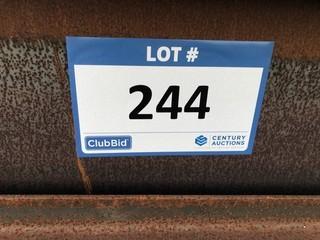 LOT #
244
ClubBid
CENTURY
AUCTIONS